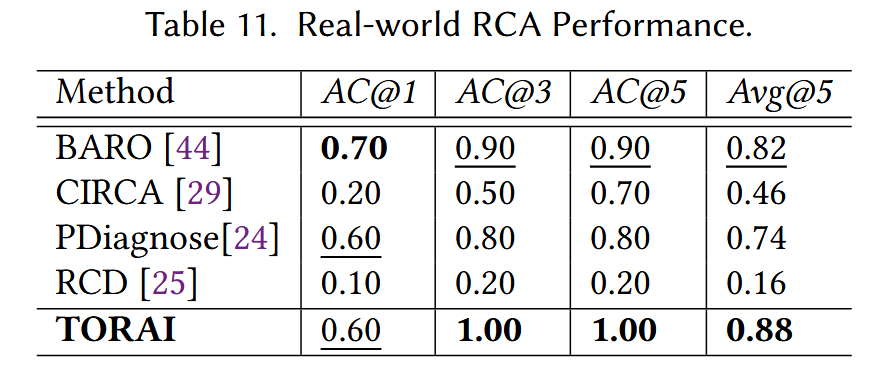 Table 11. Real-world RCA Performance.
Method AC@1 AC@3 AC@5 Avg@5
BARO [44] 0.70 0.90 0.90 0.82
CIRCA [29] 0.20 0.50 0.70 0.46
PDiagnose[24] 0.60 0.80 0.80 0.74
RCD [25] 0.10 0.20 0.20 0.16
TORAI 0.60 1.00 1.00 0.88